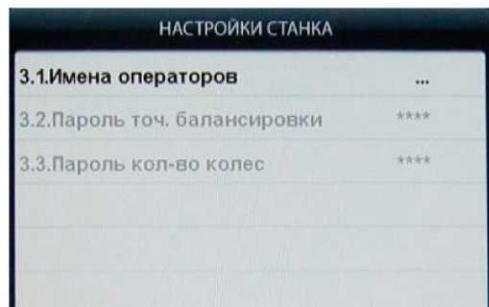 НАСТРОЙКИ СТАНКА
3.1.Имена операторов ...
3.2.Пароль точ. балансировки ****
3.3.Пароль кол-во колес ****